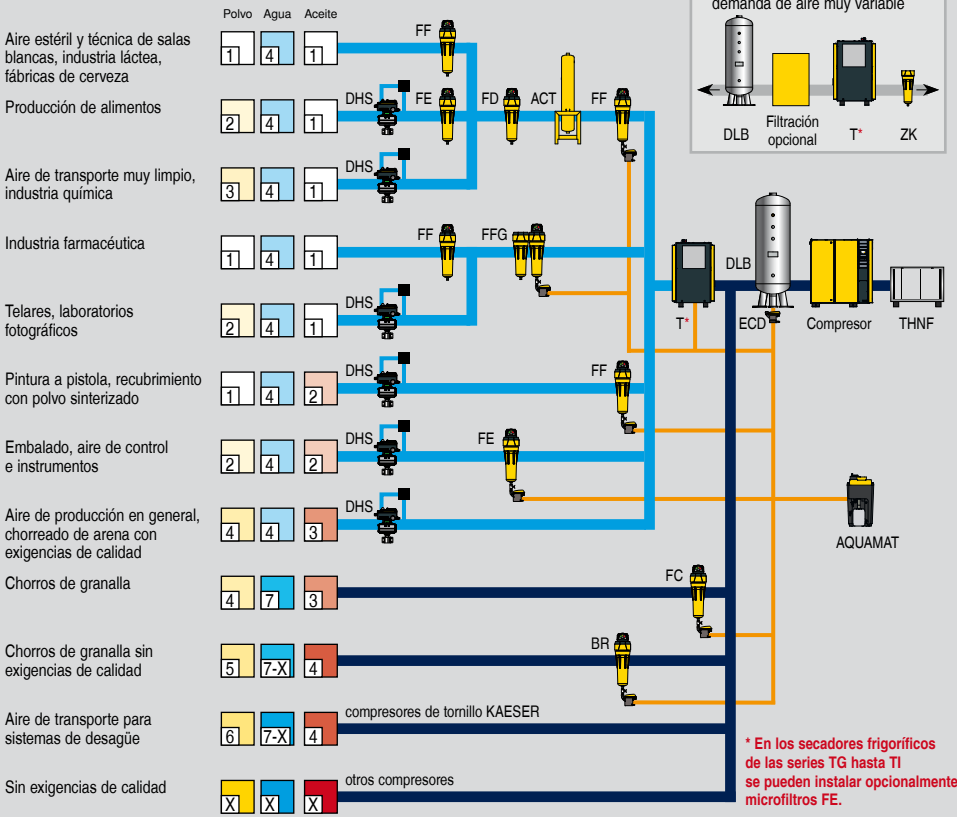 demanda de aire muy variable
DLB
Filtración
opcional
T*
ZK
Polvo Agua Aceite
Aire estéril y técnica de salas
blancas, industria láctea,
fábricas de cerveza
1 4 1
FF
Producción de alimentos
2 4 1
DHS FE FD ACT FF
Aire de transporte muy limpio,
industria química
3 4 1
DHS
Industria farmacéutica
1 4 1
FF FFG
Telares, laboratorios
fotográficos
2 4 1
DHS
DLB
T* ECD Compresor THNF
Pintura a pistola, recubrimiento
con polvo sinterizado
1 4 2
DHS FF
Embalado, aire de control
e instrumentos
2 4 2
DHS FE
Aire de producción en general,
chorreado de arena con
exigencias de calidad
4 4 3
DHS
AQUAMAT
Chorros de granalla
4 7 3
FC
Chorros de granalla sin
exigencias de calidad
5 7-X 4
BR
Aire de transporte para
sistemas de desagüe
6 7-X 4
compresores de tornillo KAESER
Sin exigencias de calidad
X X X
otros compresores
* En los secadores frigoríficos
de las series TG hasta TI
se pueden instalar opcionalmente
microfiltros FE.